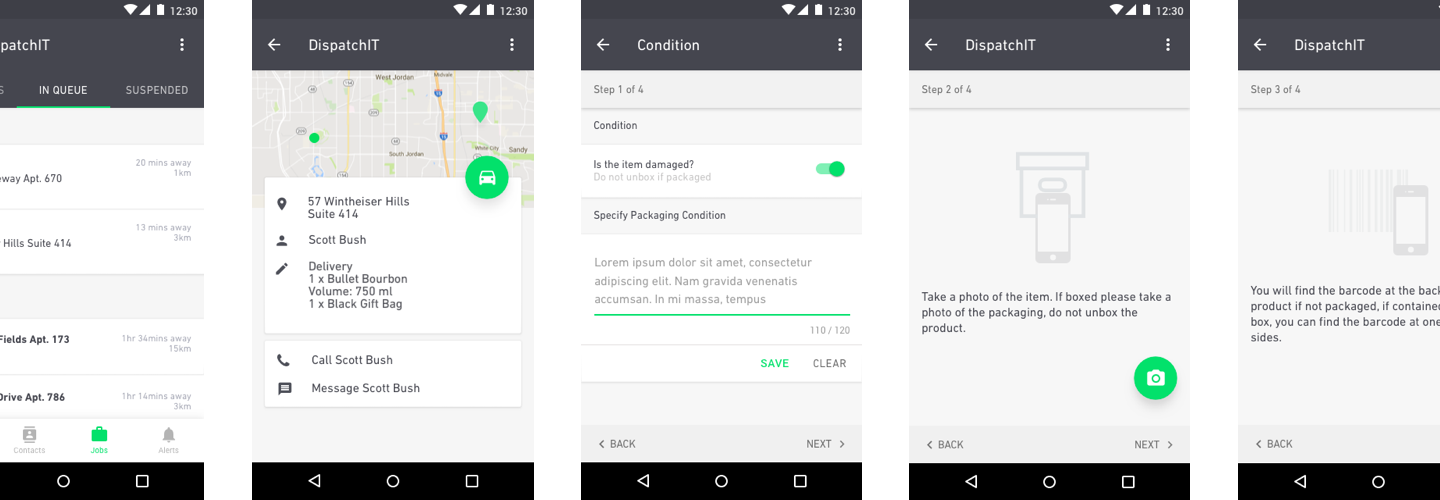 12:30
patchIT
S
IN QUEUE
SUSPENDED
20 mins away
1km
eway Apt. 670
13 mins away
3km
Hills Suite 414
Fields Apt. 173
1hr 34mins away
15km
Drive Apt. 786
1hr 14mins away
3km
Contacts
Jobs
Alerts
12:30
DispatchIT
West Jordan
Midvale
South Jordan
White City
Sandy
57 Wintheiser Hills
Suite 414
Scott Bush
Delivery
1 x Bullet Bourbon
Volume: 750 ml
1 x Black Gift Bag
Call Scott Bush
Message Scott Bush
12:30
Condition
Step 1 of 4
Condition
Is the item damaged?
Do not unbox if packaged
Specify Packaging Condition
Lorem ipsum dolor sit amet, consectetur
adipiscing elit. Nam gravida venenatis
accumsan. In mi massa, tempus
110 / 120
SAVE
CLEAR
BACK
NEXT
12:30
DispatchIT
Step 2 of 4
Take a photo of the item. If boxed please take a
photo of the packaging, do not unbox the
product.
BACK
NEXT
DispatchIT
Step 3 of 4
You will find the barcode at the back
product if not packaged, if contained
box, you can find the barcode at one
sides.
BACK